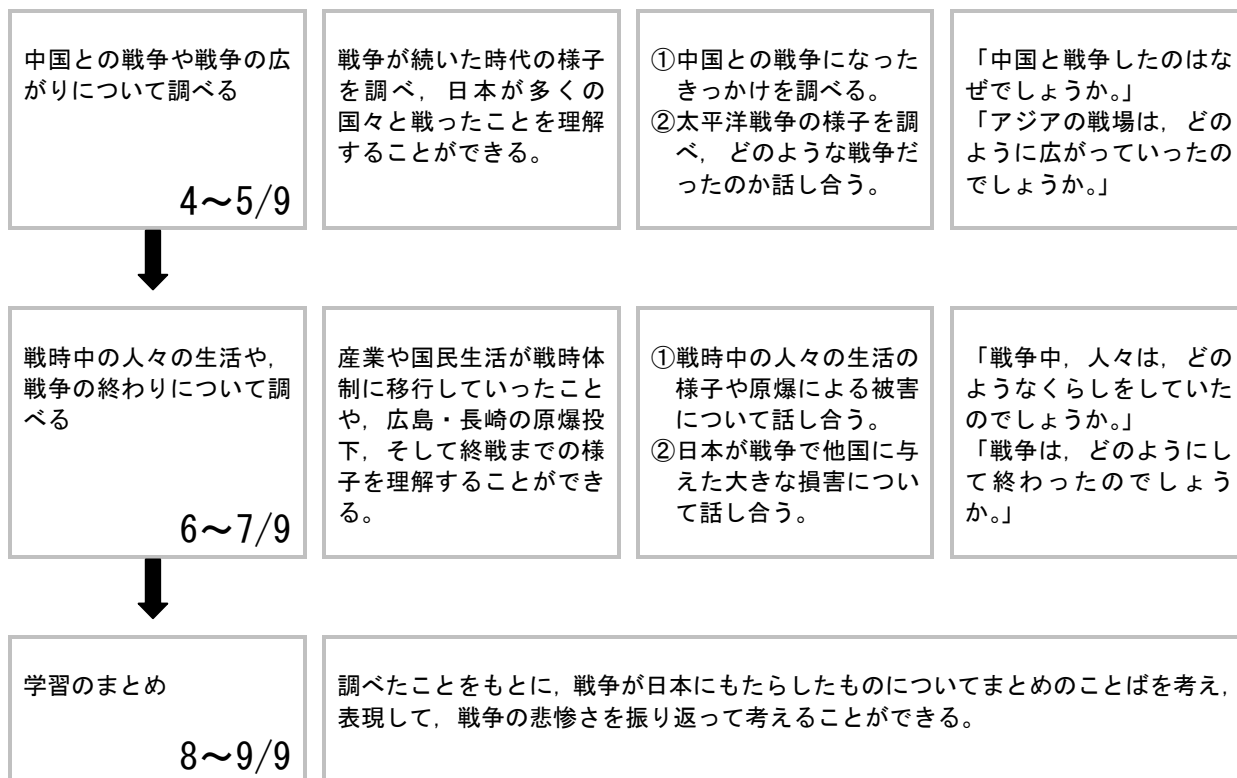 中国との戦争や戦争の広
がりについて調べる
4〜5/9
戦争が続いた時代の様子
を調べ，日本が多くの
国々と戦ったことを理解
することができる。
①中国との戦争になった
きっかけを調べる。
②太平洋戦争の様子を調
べ，どのような戦争だ
ったのか話し合う。
「中国と戦争したのはな
ぜでしょうか。」
「アジアの戦場は，どの
ように広がっていったの
でしょうか。」
戦時中の人々の生活や，
戦争の終わりについて調
べる
6〜7/9
産業や国民生活が戦時体
制に移行していったこと
や，広島・長崎の原爆投
下，そして終戦までの様
子を理解することができ
る。
①戦時中の人々の生活の
様子や原爆による被害
について話し合う。
②日本が戦争で他国に与
えた大きな損害につい
て話し合う。
「戦争中，人々は，どの
ようなくらしをしていた
のでしょうか。」
「戦争は，どのようにし
て終わったのでしょう
か。」
学習のまとめ
8〜9/9
調べたことをもとに，戦争が日本にもたらしたものについてまとめのことばを考え，
表現して，戦争の悲惨さを振り返って考えることができる。